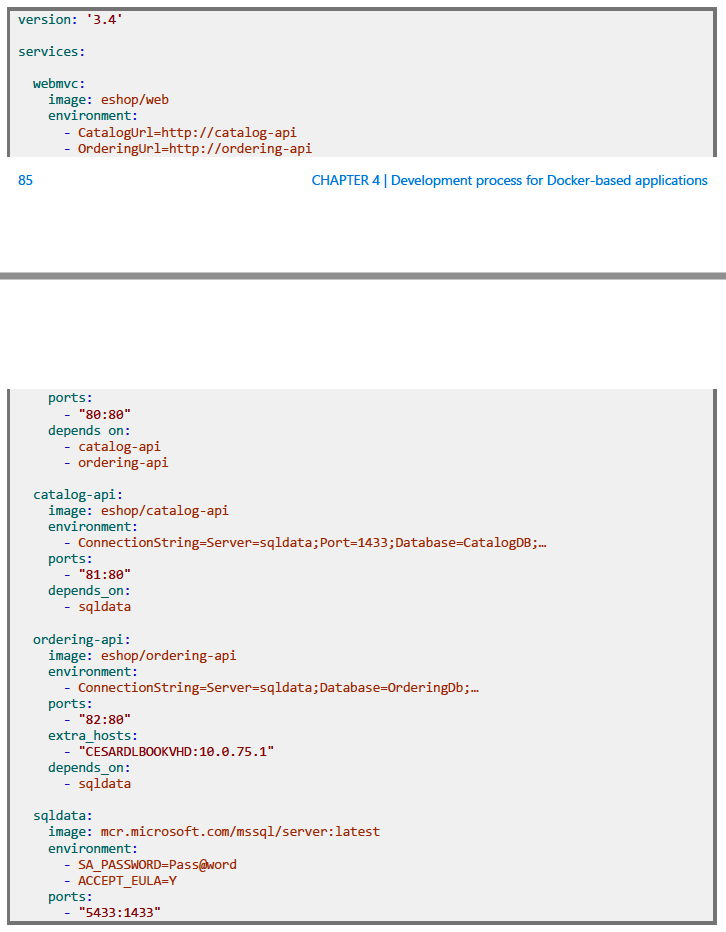 version: '3.4'
services:
webmvc:
image: eshop/web
environment:
- CatalogUrl=http://catalog-api
- OrderingUrl=http://ordering-api
85 CHAPTER 4 | Development process for Docker-based applications
ports:
- "80:80"
depends on:
- catalog-api
- ordering-api
catalog-api:
image: eshop/catalog-api
environment:
- ConnectionString=Server=sqldata;Port=1433;Database=CatalogDB;…
ports:
- "81:80"
depends_on:
- sqldata
ordering-api:
image: eshop/ordering-api
environment:
- ConnectionString=Server=sqldata;Database=OrderingDb;…
ports:
- "82:80"
extra_hosts:
- "CESARDLBOOKVHD:10.0.75.1"
depends_on:
- sqldata
sqldata:
image: mcr.microsoft.com/mssql/server:latest
environment:
- SA_PASSWORD=Pass@word
- ACCEPT_EULA=Y
ports:
- "5433:1433"